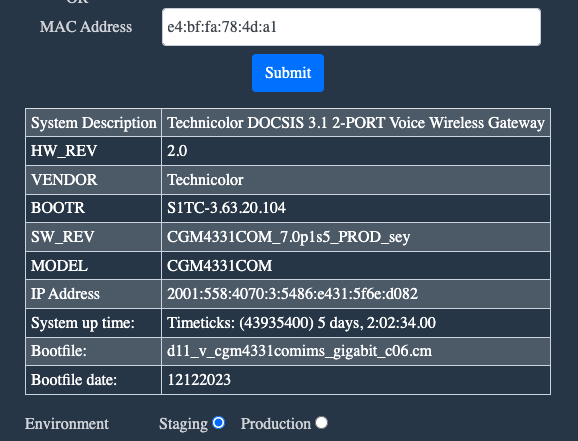 OR
MAC Address e4:bf:fa:78:4d:a1
Submit
System Description Technicolor DOCSIS 3.1 2-PORT Voice Wireless Gateway
HW_REV 2.0
VENDOR Technicolor
BOOTR S1TC-3.63.20.104
SW_REV CGM4331COM_7.0p1s5_PROD_sey
MODEL CGM4331COM
IP Address 2001:558:4070:3:5486:e431:5f6e:d082
System up time: Timeticks: (43935400) 5 days, 2:02:34.00
Bootfile: d11_v_cgm4331comims_gigabit_c06.cm
Bootfile date: 12122023
Environment Staging Production